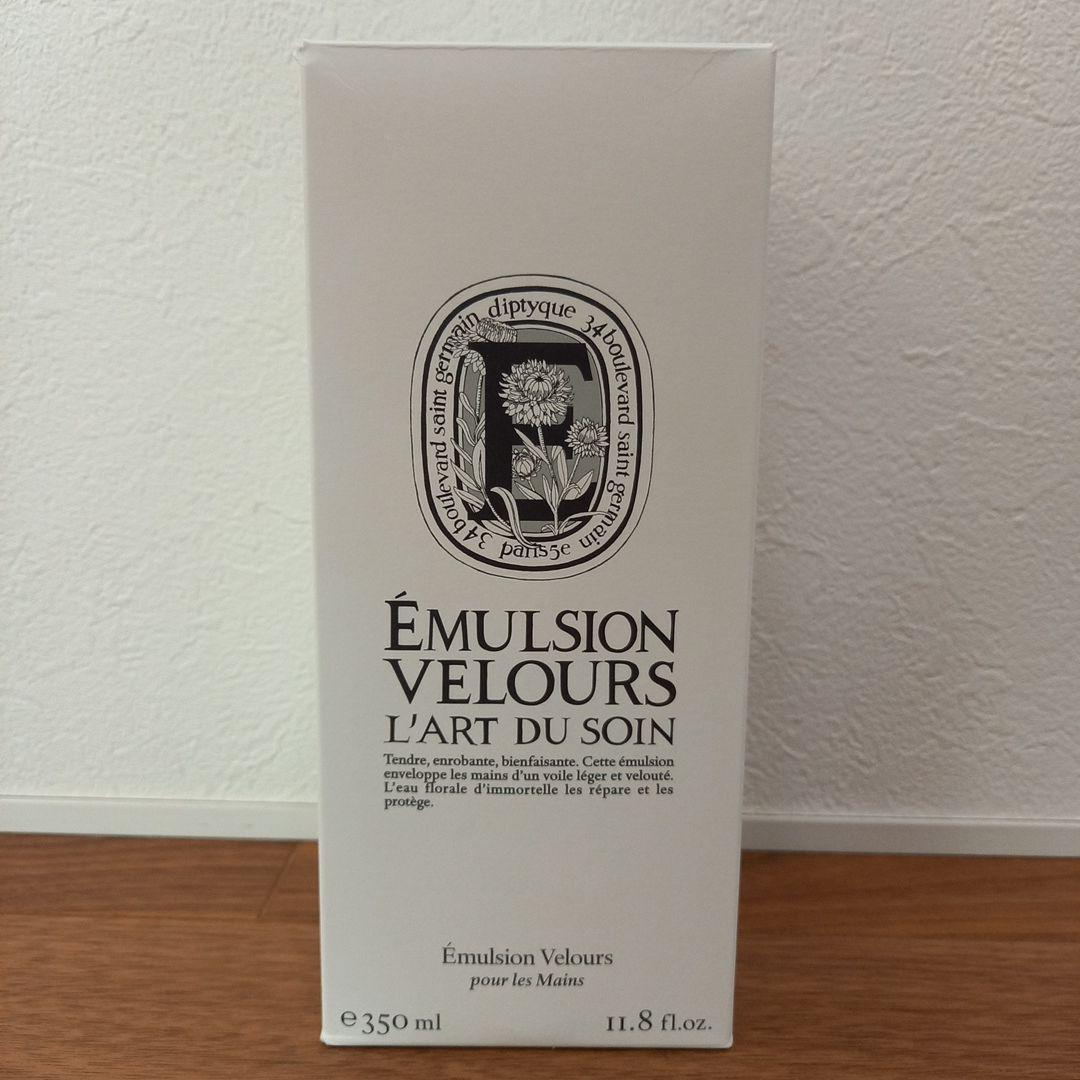 diptyque 34 boulevard saint germain paris5e 34 boulevard saint germain
E
ÉMULSION
VELOURS
L'ART DU SOIN
Tendre, enrobante, bienfaisante. Cette émulsion
enveloppe les mains d'un voile léger et velouté.
L'eau florale d'immortelle les répare et les
protège.
Émulsion Velours
pour les Mains
℮350 ml 11.8 fl.oz.